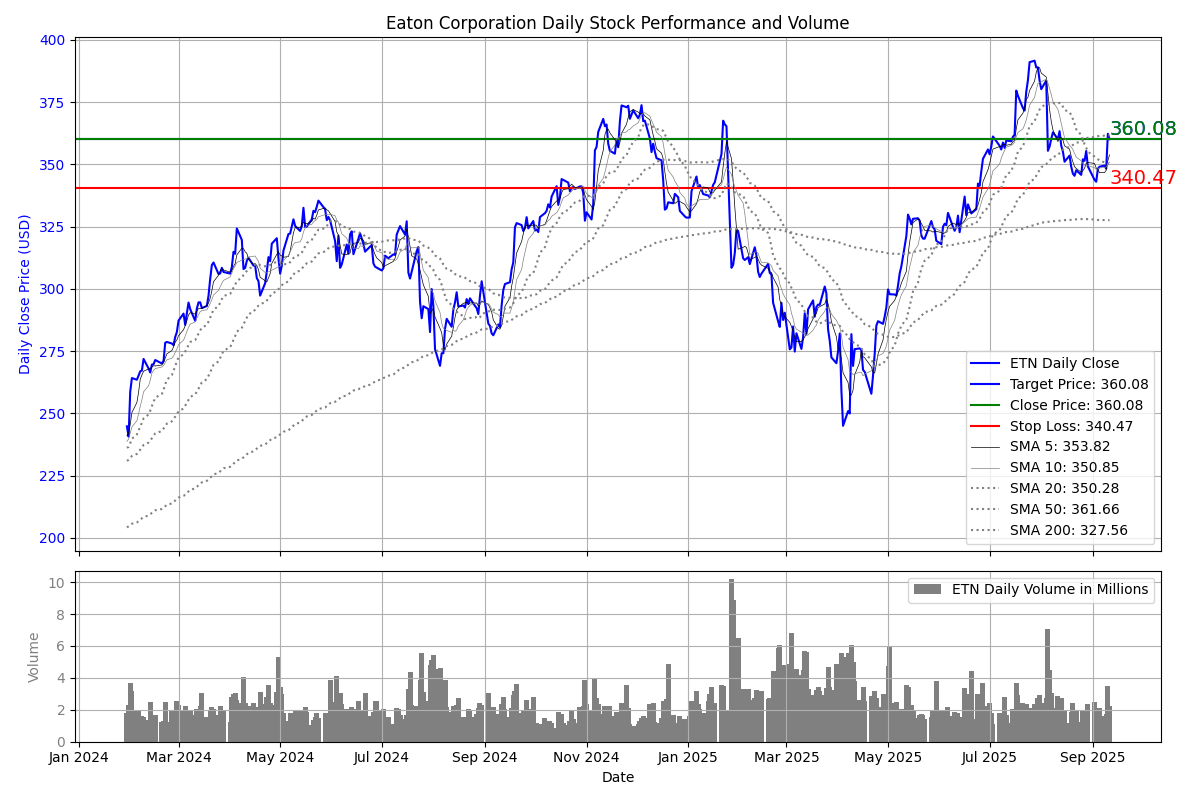 Eaton Corporation Daily Stock Performance and Volume
400
375
350
325
300
275
250
225
200
Daily Close Price (USD)
360.08
340.47
ETN Daily Close
Target Price: 360.08
Close Price: 360.08
Stop Loss: 340.47
SMA 5: 353.82
SMA 10: 350.85
SMA 20: 350.28
SMA 50: 361.66
SMA 200: 327.56
10
8
6
4
2
0
Volume
ETN Daily Volume in Millions
Jan 2024 Mar 2024 May 2024 Jul 2024 Sep 2024 Nov 2024 Jan 2025 Mar 2025 May 2025 Jul 2025 Sep 2025
Date